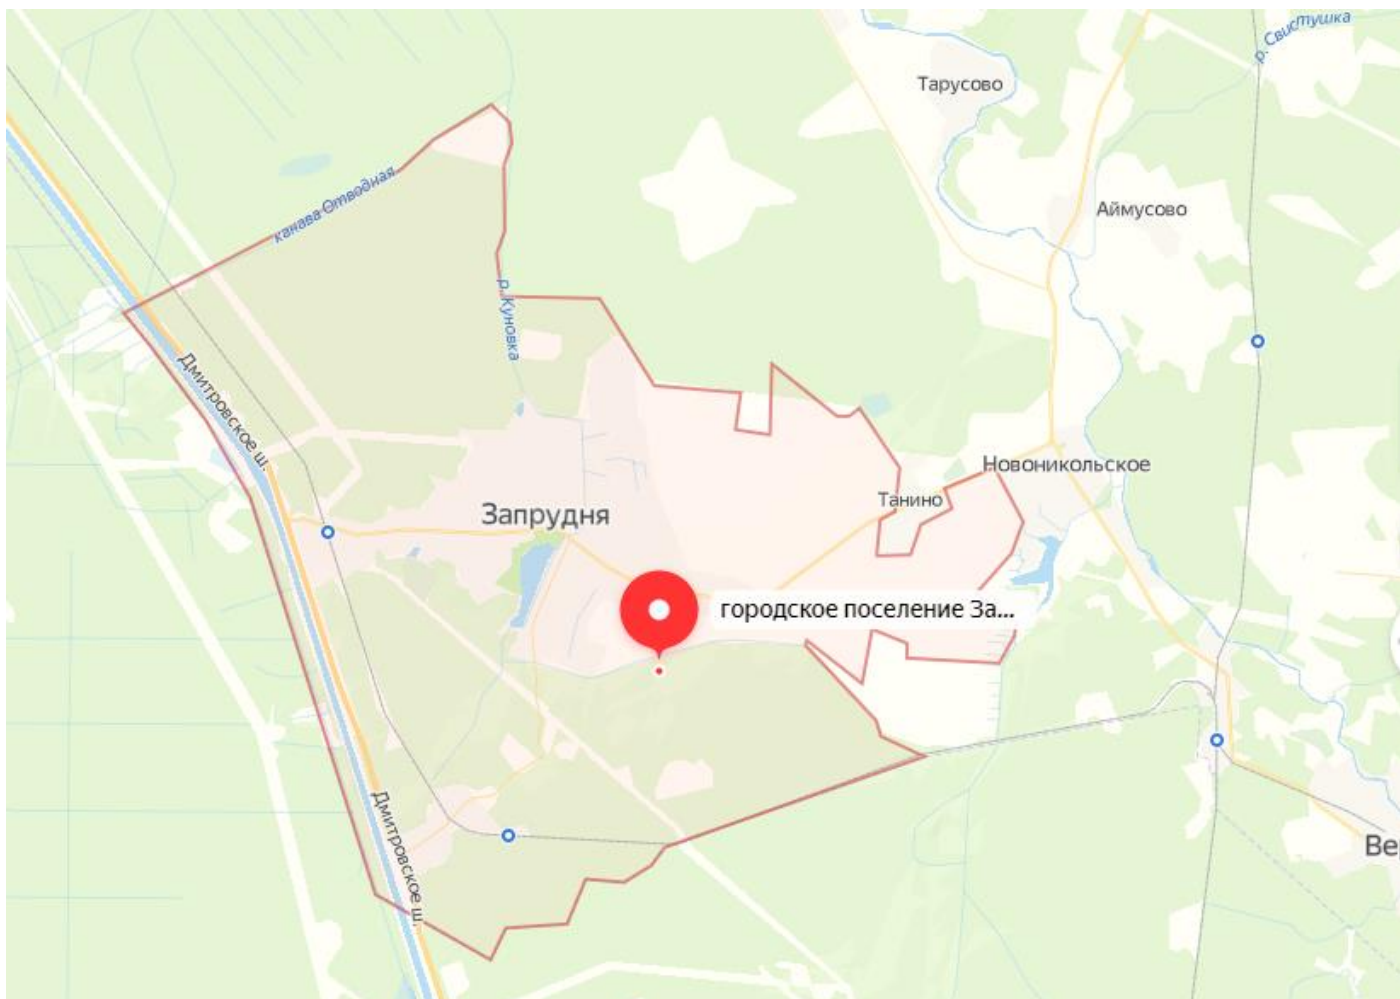 р. Свистушка
Тарусово
канава Отводная
Аймусово
р. Куновка
Дмитровское ш.
Новоникольское
Танино
Запрудня
городское поселение За...
Дмитровское ш.
Ве